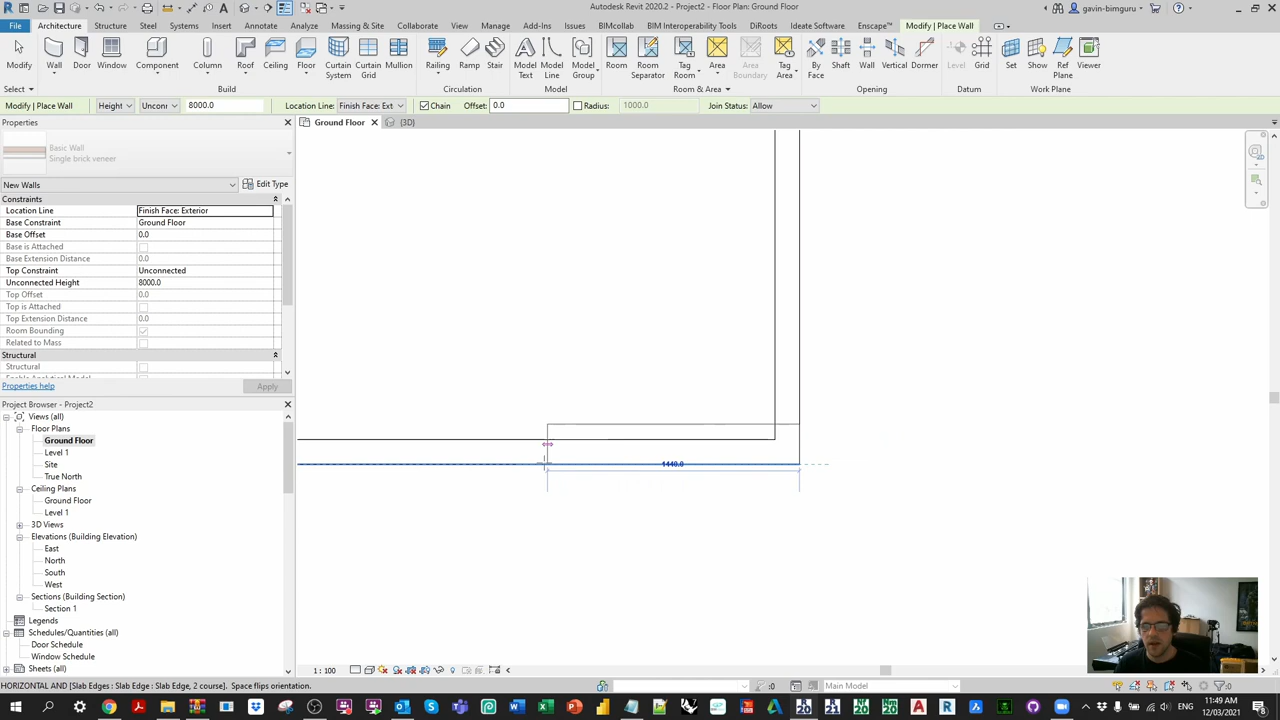 Autodesk Revit 2020.2 - Project2 - Floor Plan: Ground Floor
gavin-bimguru
Architecture Structure Steel Systems Insert Annotate Analyze Massing & Site Collaborate View Manage Add-Ins Issues BIMcollab BIM Interoperability Tools DiRoots Ideate Software Enscape™ Modify | Place Wall
Modify Wall Door Window Component Column Roof Ceiling Floor Curtain System Curtain Grid Mullion Railing Ramp Stair Model Text Model Line Model Group Room Room Separator Tag Room Area Area Boundary Tag Area By Face Shaft Wall Vertical Dormer Level Grid Set Show Ref Plane Viewer
Select Build Circulation Model Room & Area Opening Datum Work Plane
Modify | Place Wall Height Unconr 8000.0 Location Line: Finish Face: Ext Chain Offset: 0.0 Radius: 1000.0 Join Status: Allow
Properties
Ground Floor
{3D}
Basic Wall
Single brick veneer
New Walls
Edit Type
Constraints
Location Line Finish Face: Exterior
Base Constraint Ground Floor
Base Offset 0.0
Base is Attached
Base Extension Distance 0.0
Top Constraint Unconnected
Unconnected Height 8000.0
Top Offset 0.0
Top is Attached
Top Extension Distance 0.0
Room Bounding
Related to Mass
Structural
Structural
Properties help
Apply
Project Browser - Project2
Views (all)
Floor Plans
Ground Floor
Level 1
Site
True North
Ceiling Plans
Ground Floor
Level 1
3D Views
Elevations (Building Elevation)
East
North
South
West
Sections (Building Section)
Section 1
Legends
Schedules/Quantities (all)
Door Schedule
Window Schedule
Sheets (all)
1440.0
1 : 100
HORIZONTAL AND [Slab Edges : Slab Edge : Slab Edge, 2 course]. Space flips orientation.
:0
Main Model
:0
11:49 AM
12/03/2021